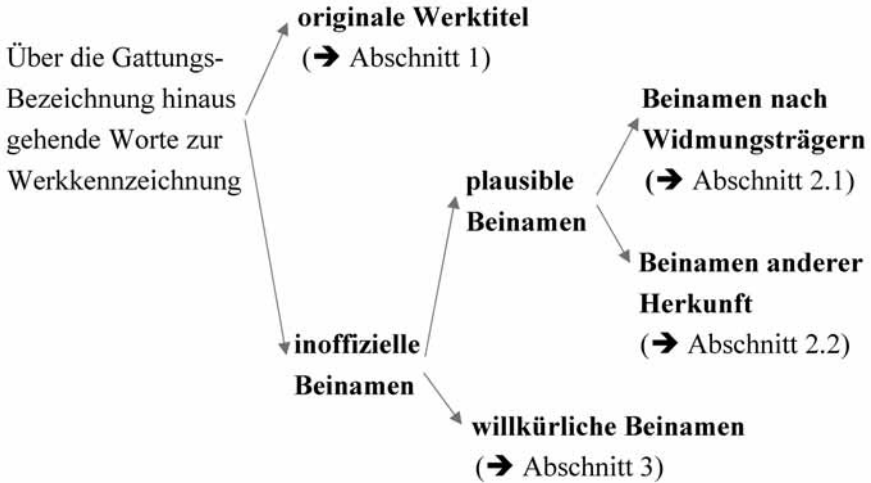 Über die Gattungs-
Bezeichnung hinaus
gehende Worte zur
Werkkennzeichnung
originale Werktitel
(➔ Abschnitt 1)
inoffizielle
Beinamen
plausible
Beinamen
Beinamen nach
Widmungsträgern
(➔ Abschnitt 2.1)
Beinamen anderer
Herkunft
(➔ Abschnitt 2.2)
willkürliche Beinamen
(➔ Abschnitt 3)